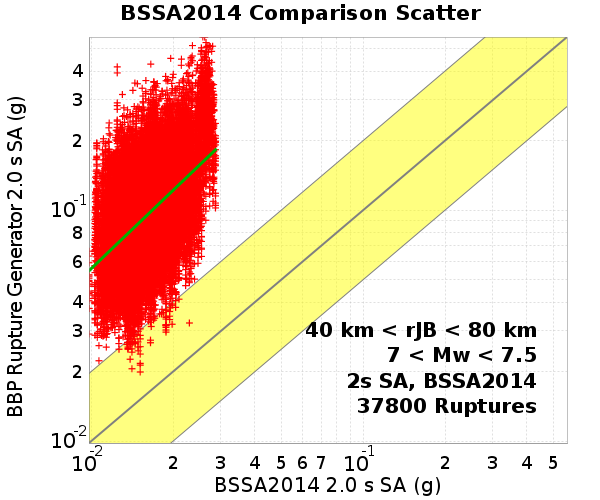 BSSA2014 Comparison Scatter
BBP Rupture Generator 2.0 s SA (g)
4
3
2
10-1
8
6
4
3
2
10-2
40 km < rJB < 80 km
7 < Mw < 7.5
2s SA, BSSA2014
37800 Ruptures
10-2 2 3 4 5 6 7 10-1 2 3 4 5
BSSA2014 2.0 s SA (g)